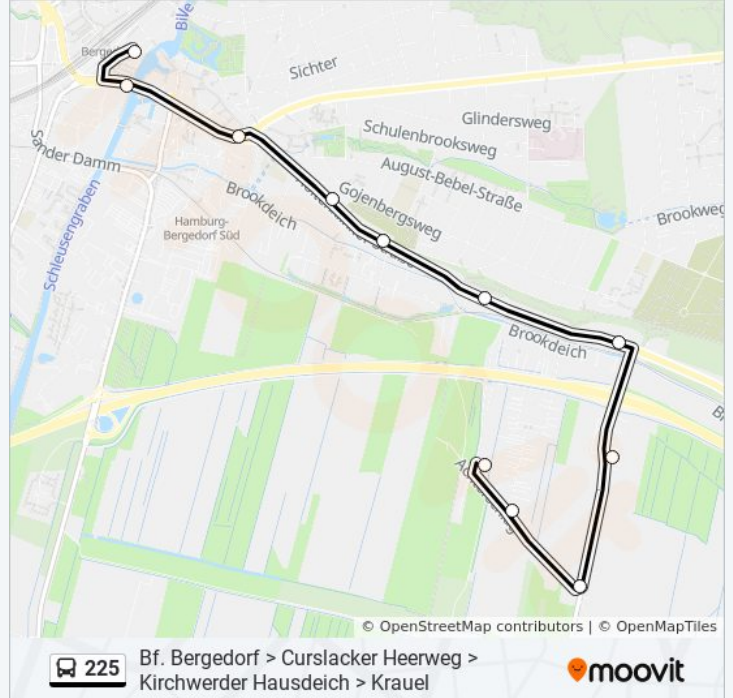 Bille
Sichter
Glindersweg
Schulenbrooksweg
August-Bebel-Straße
Sander Damm
Gojenbergsweg
Brookdeich
Brookweg
Schleusengraben
Hamburg-
Bergedorf Süd
Brookdeich
© OpenStreetMap contributors | © OpenMapTiles
225
Bf. Bergedorf > Curslacker Heerweg >
Kirchwerder Hausdeich > Krauel
moovit